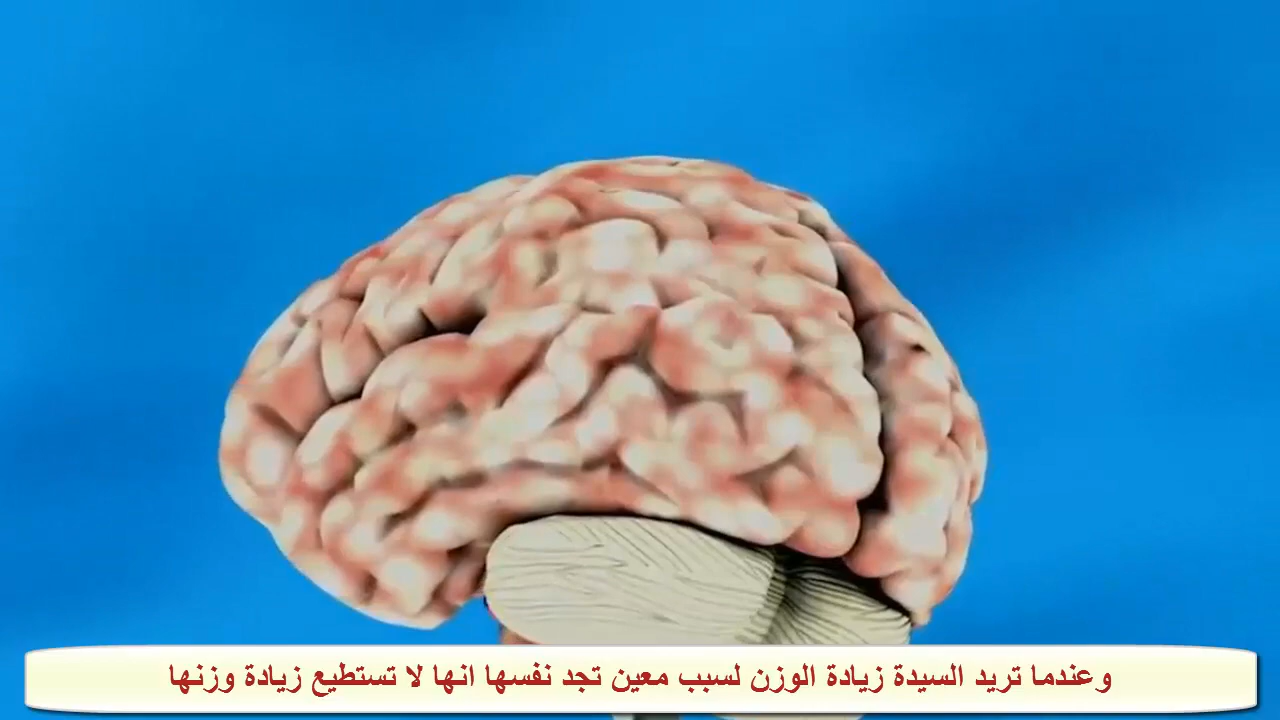 وعندما تريد السيدة زيادة الوزن لسبب معين تجد نفسها انها لا تستطيع زيادة وزنها